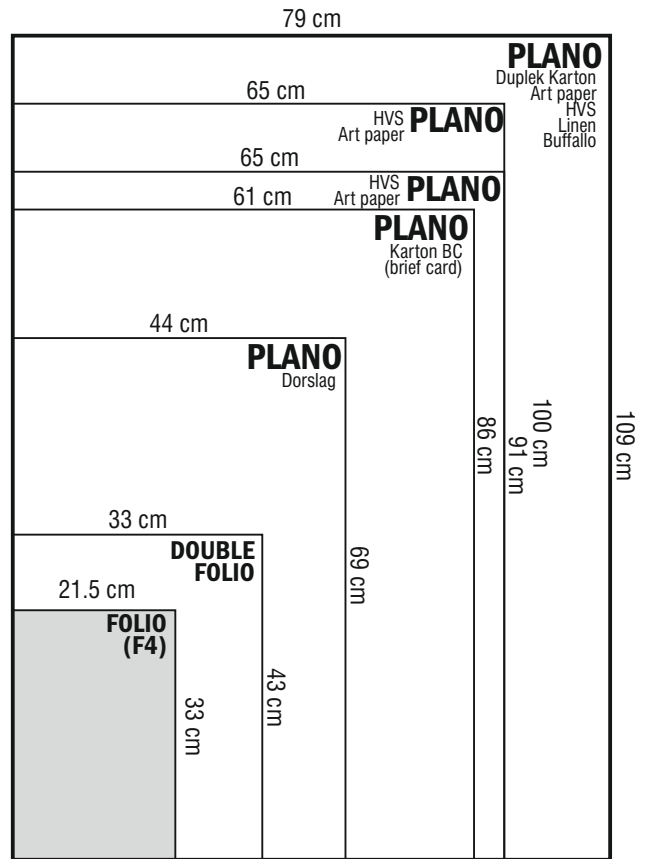 79 cm
PLANO
Duplek Karton
Art paper
HVS
Linen
Buffallo
65 cm
HVS
Art paper
PLANO
65 cm
HVS
Art paper
PLANO
61 cm
PLANO
Karton BC
(brief card)
44 cm
PLANO
Dorslag
109 cm
100 cm
91 cm
86 cm
33 cm
DOUBLE
FOLIO
69 cm
21.5 cm
FOLIO
(F4)
43 cm
33 cm